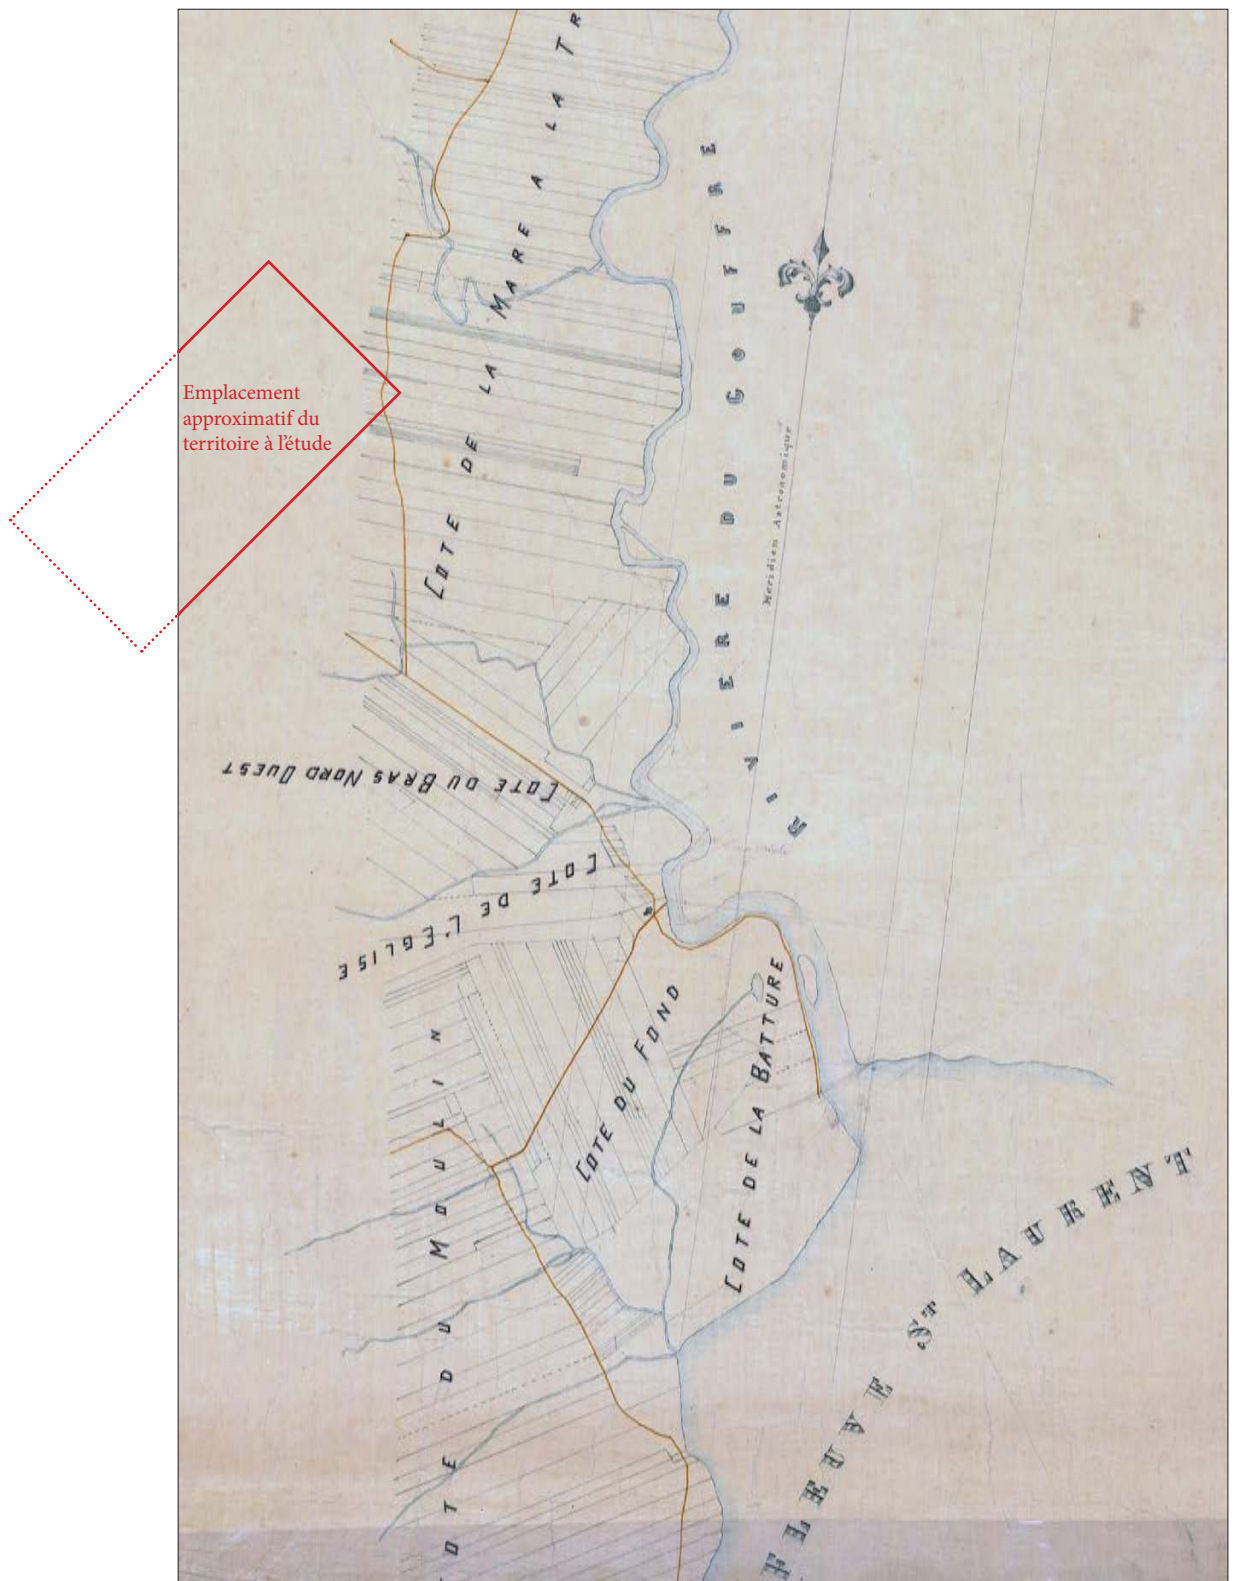 COTE DE LA MARE A LA TR
RIVIERE DU GOUFFRE
Emplacement
approximatif du
territoire à l'étude
Meridien Astronomique
COTE DU BRAS NORD OUEST
COTE DE L'EGLISE
COTE DU FOND
COTE DE LA BATTURE
COTE DU MOULIN
FLEUVE ST LAURENT